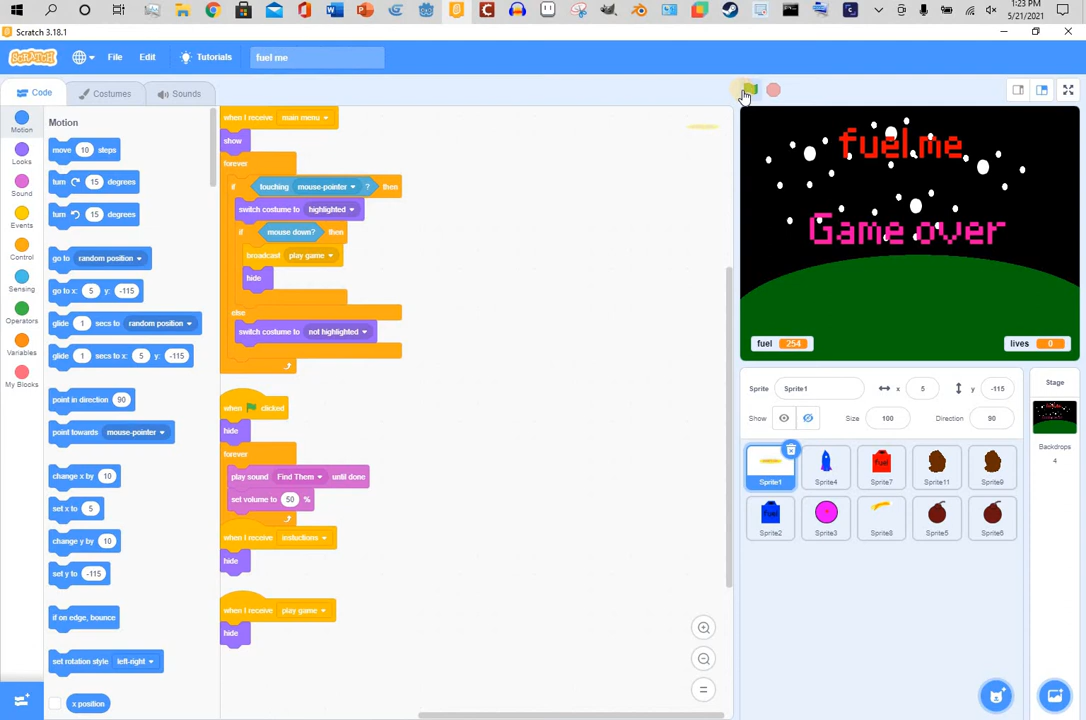 1:23 PM
5/21/2021
Scratch 3.18.1
SCRATCH
File
Edit
Tutorials
fuel me
Code
Costumes
Sounds
Motion
Looks
Sound
Events
Control
Sensing
Operators
Variables
My Blocks
Motion
move 10 steps
turn 15 degrees
turn 15 degrees
go to random position
go to x: 5 y: -115
glide 1 secs to random position
glide 1 secs to x: 5 y: -115
point in direction 90
point towards mouse-pointer
change x by 10
set x to 5
change y by 10
set y to -115
if on edge, bounce
set rotation style left-right
x position
when I receive main menu
show
forever
if touching mouse-pointer ? then
switch costume to highlighted
if mouse down? then
broadcast play game
hide
else
switch costume to not highlighted
when clicked
hide
forever
play sound Find Them until done
set volume to 50 %
when I receive instuctions
hide
when I receive play game
hide
fuel me
Game over
fuel 254
lives 0
Sprite Sprite1 x 5 y -115
Show Size 100 Direction 90
Stage
Backdrops
4
Sprite1
Sprite4
fuel
Sprite7
Sprite11
Sprite9
fuel
Sprite2
Sprite3
Sprite8
Sprite5
Sprite6